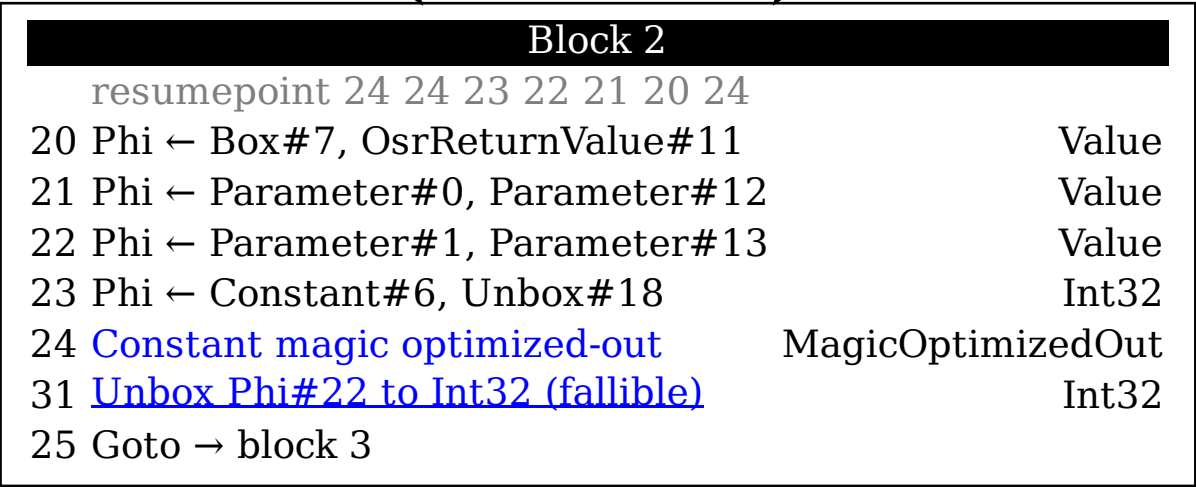 Block 2
resumepoint 24 24 23 22 21 20 24
20 Phi ← Box#7, OsrReturnValue#11 Value
21 Phi ← Parameter#0, Parameter#12 Value
22 Phi ← Parameter#1, Parameter#13 Value
23 Phi ← Constant#6, Unbox#18 Int32
24 Constant magic optimized-out MagicOptimizedOut
31 Unbox Phi#22 to Int32 (fallible) Int32
25 Goto → block 3